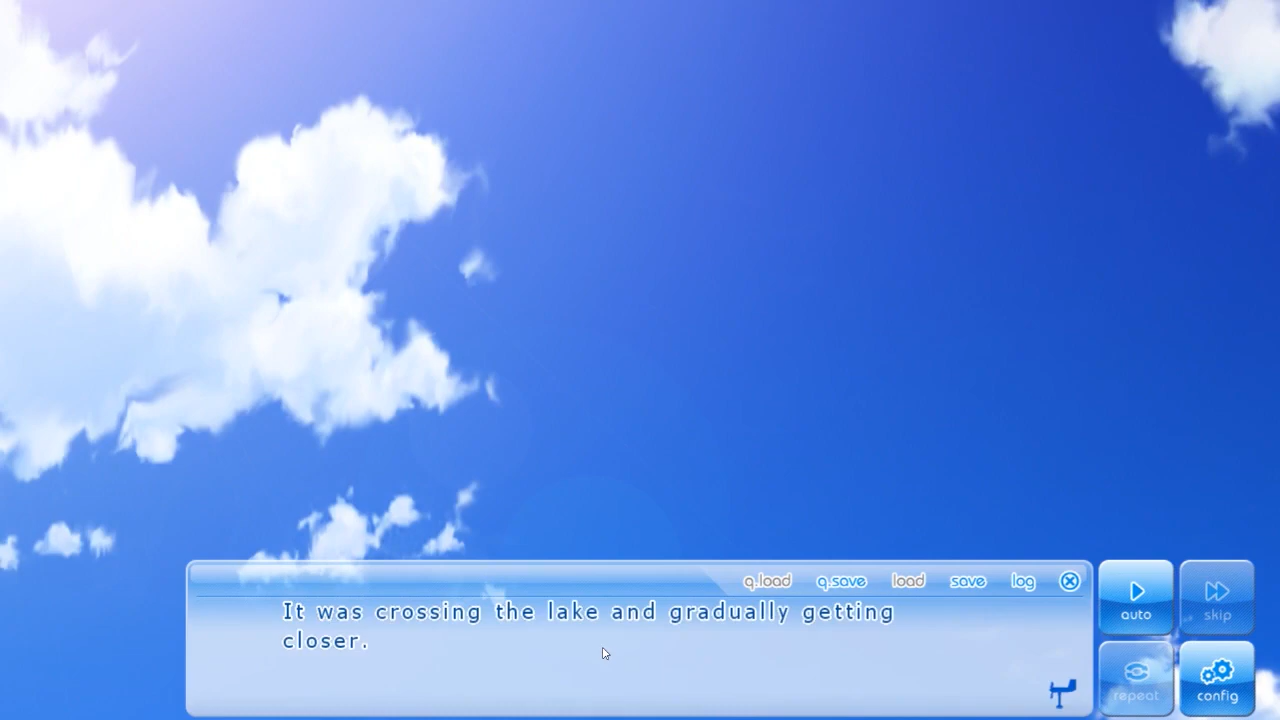 q.load q.save load save log
It was crossing the lake and gradually getting
closer.
auto
skip
repeat
config